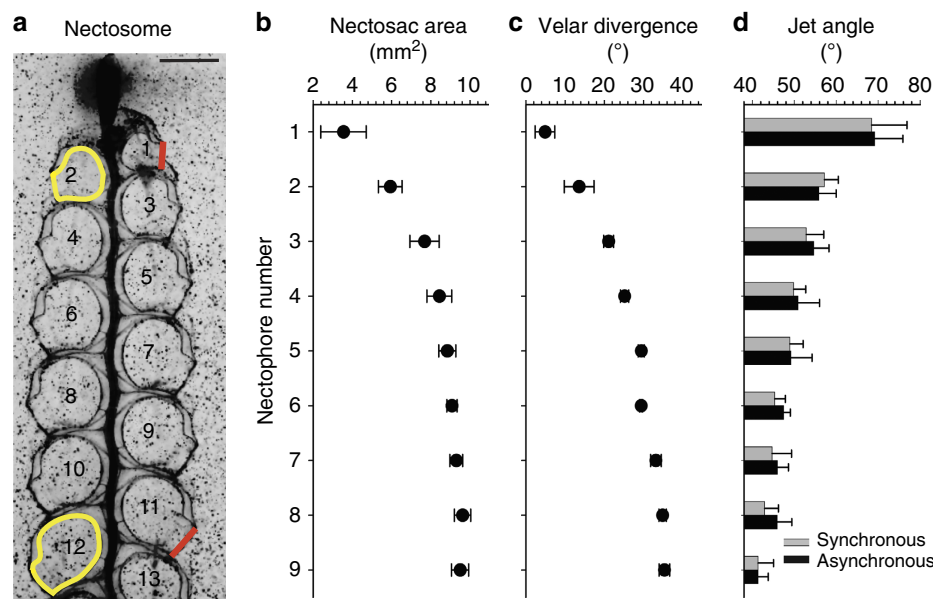 a Nectosome
b Nectosac area
(mm²)
c Velar divergence
(°)
d Jet angle
(°)
2 4 6 8 10
0 10 20 30 40
40 50 60 70 80
Nectophore number
1
2
3
4
5
6
7
8
9
1
2
3
4
5
6
7
8
9
10
11
12
13
Synchronous
Asynchronous